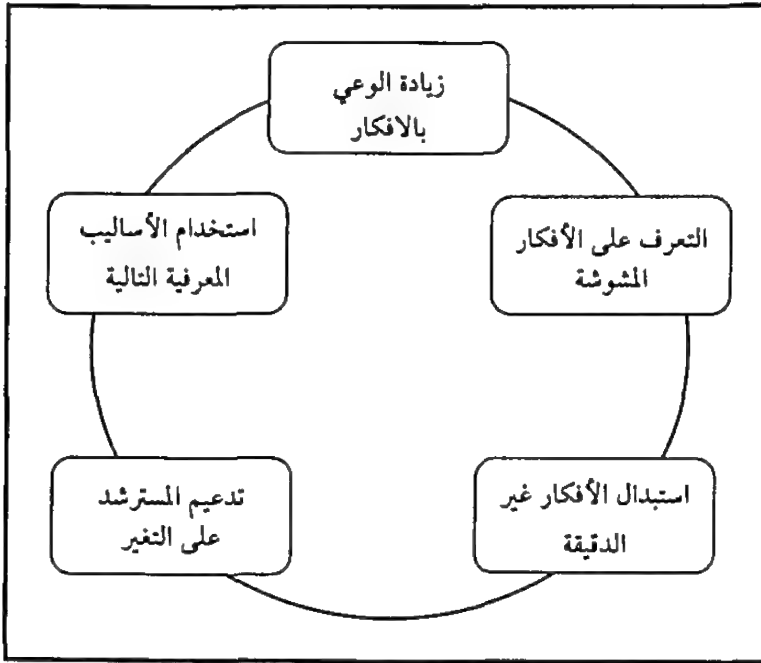 زيادة الوعي
بالافكار
التعرف على الأفكار
المشوشة
استبدال الأفكار غير
الدقيقة
تدعيم المسترشد
على التغير
استخدام الأساليب
المعرفية التالية